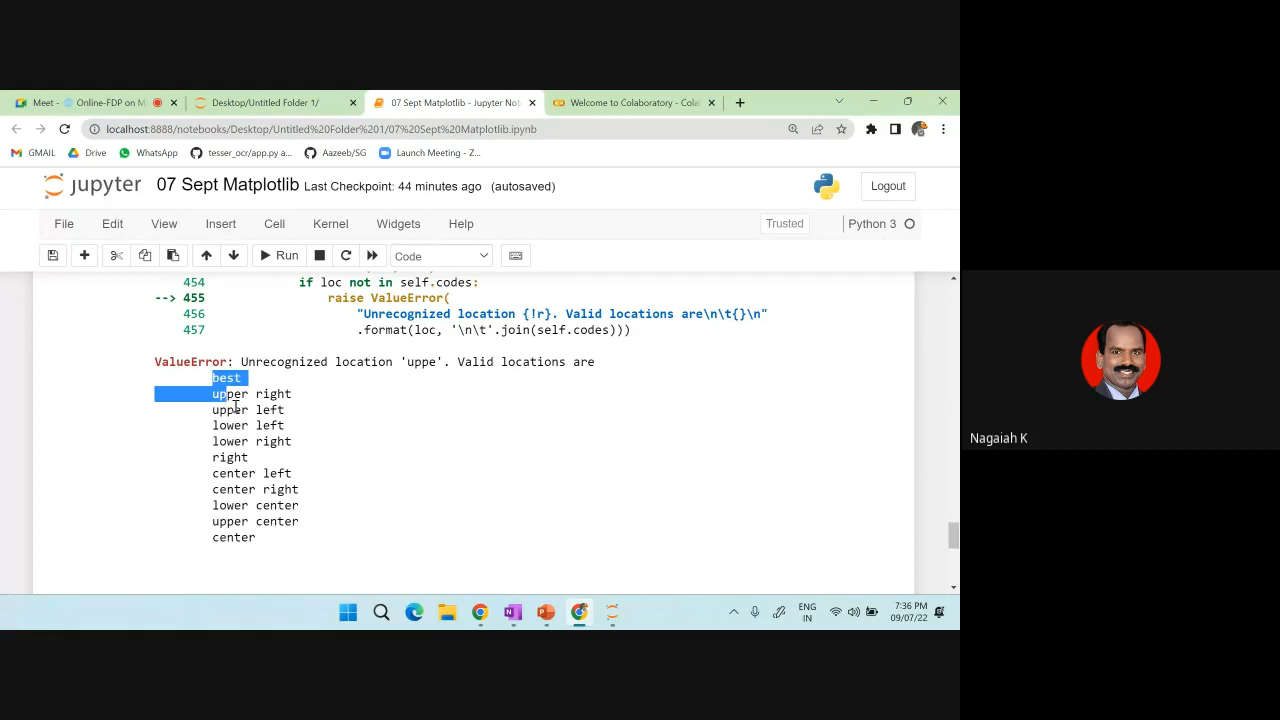 Meet - Online-FDP on M
Desktop/Untitled Folder 1/
07 Sept Matplotlib - Jupyter Not
Welcome to Colaboratory - Colab
localhost:8888/notebooks/Desktop/Untitled%20Folder%201/07%20Sept%20Matplotlib.ipynb
GMAIL
Drive
WhatsApp
tesser_ocr/app.py a...
Aazeeb/SG
Launch Meeting - Z...
jupyter
07 Sept Matplotlib Last Checkpoint: 44 minutes ago (autosaved)
Logout
File Edit View Insert Cell Kernel Widgets Help
Trusted
Python 3
Run
Code
454 if loc not in self.codes:
--> 455 raise ValueError(
456 "Unrecognized location {!r}. Valid locations are\n\t{}\n"
457 .format(loc, '\n\t'.join(self.codes)))
ValueError: Unrecognized location 'uppe'. Valid locations are
best
upper right
upper left
lower left
lower right
right
center left
center right
lower center
upper center
center
Nagaiah K
ENG
IN
7:36 PM
09/07/22